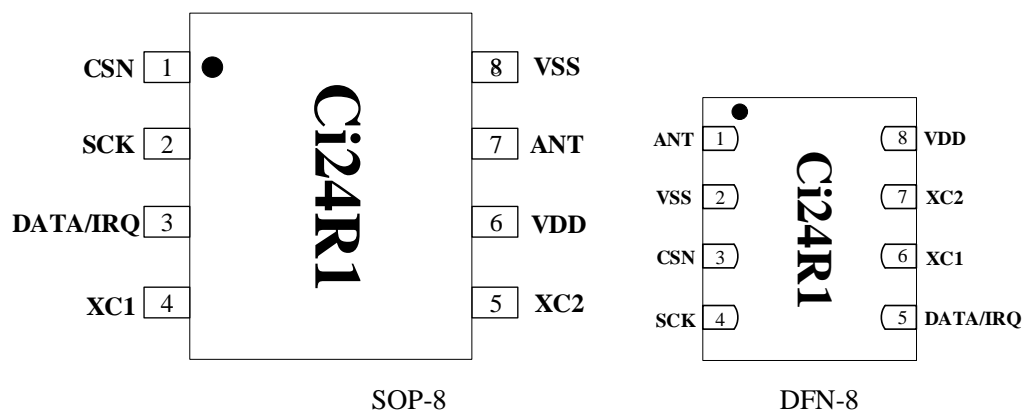 CSN 1 8 VSS
SCK 2 7 ANT
DATA/IRQ 3 6 VDD
XC1 4 5 XC2
Ci24R1
SOP-8
ANT 1 8 VDD
VSS 2 7 XC2
CSN 3 6 XC1
SCK 4 5 DATA/IRQ
Ci24R1
DFN-8